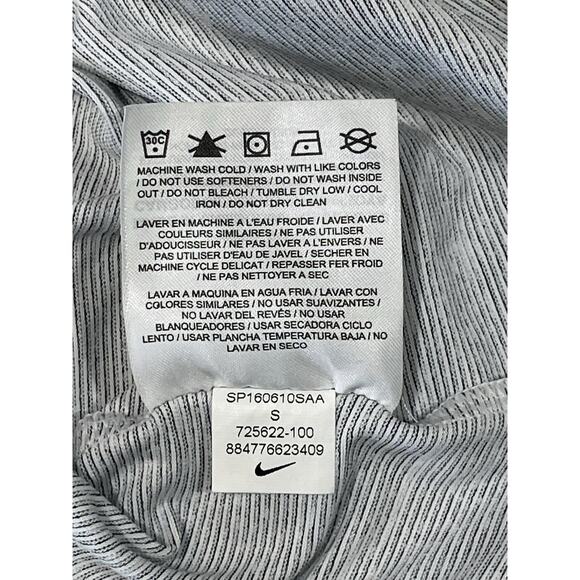 30C
MACHINE WASH COLD / WASH WITH LIKE COLORS
/ DO NOT USE SOFTENERS / DO NOT WASH INSIDE
OUT / DO NOT BLEACH / TUMBLE DRY LOW / COOL
IRON / DO NOT DRY CLEAN
LAVER EN MACHINE A L'EAU FROIDE / LAVER AVEC
COULEURS SIMILAIRES / NE PAS UTILISER
D'ADOUCISSEUR / NE PAS LAVER A L'ENVERS / NE
PAS UTILISER D'EAU DE JAVEL / SECHER EN
MACHINE CYCLE DELICAT / REPASSER FER FROID
/ NE PAS NETTOYER A SEC
LAVAR A MAQUINA EN AGUA FRIA / LAVAR CON
COLORES SIMILARES / NO USAR SUAVIZANTES /
NO LAVAR DEL REVÉS / NO USAR
BLANQUEADORES / USAR SECADORA CICLO
LENTO / USAR PLANCHA TEMPERATURA BAJA / NO
LAVAR EN SECO
SP160610SAA
S
725622-100
884776623409